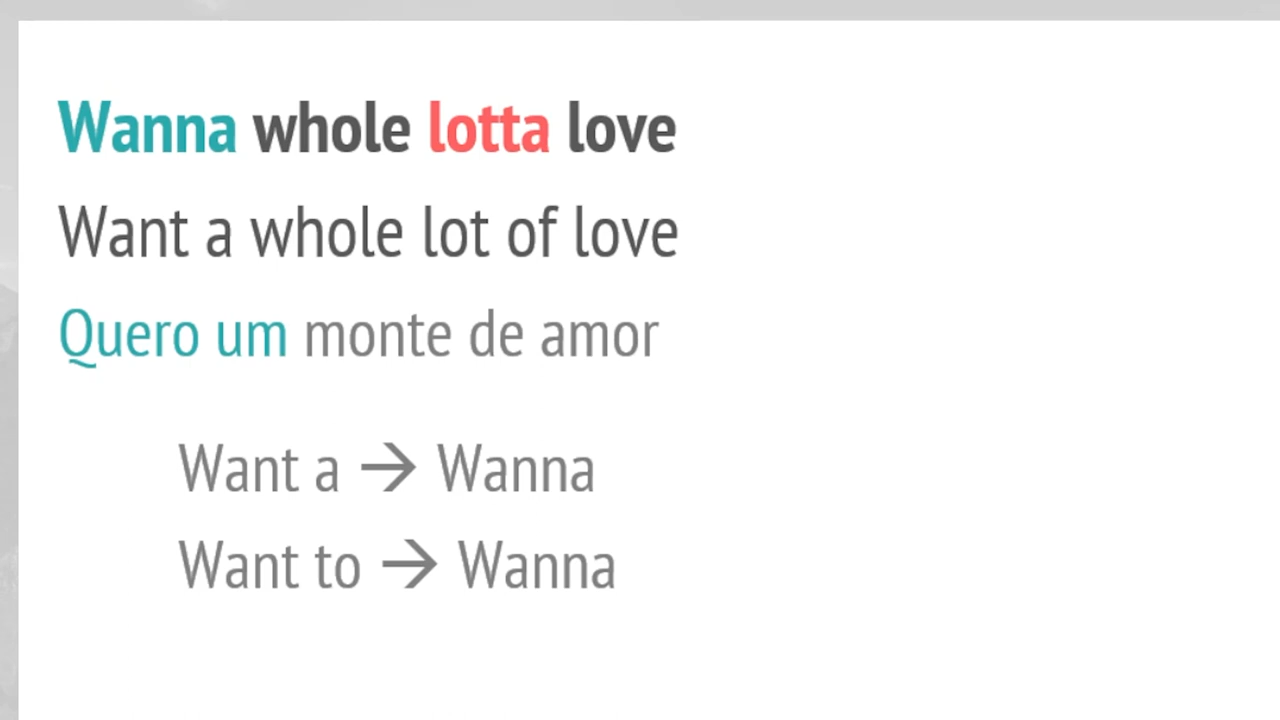 Wanna whole lotta love
Want a whole lot of love
Quero um monte de amor
Want a → Wanna
Want to → Wanna